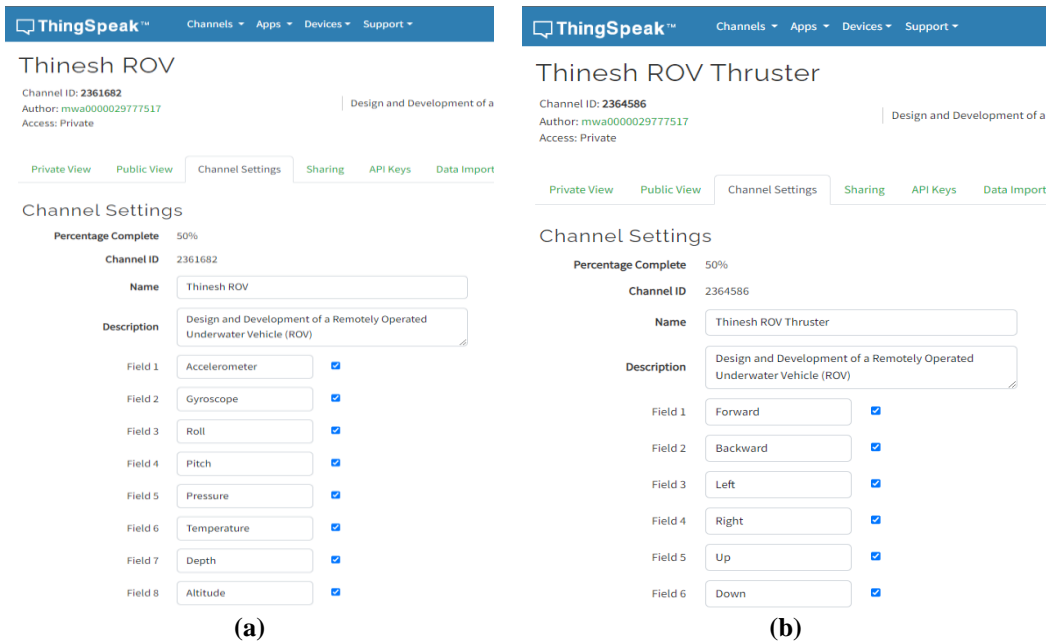 ThingSpeak™ Channels Apps Devices Support
Thinesh ROV
Channel ID: 2361682
Author: mwa0000029777517
Access: Private
Design and Development of a
Private View Public View Channel Settings Sharing API Keys Data Import
Channel Settings
Percentage Complete 50%
Channel ID 2361682
Name Thinesh ROV
Description Design and Development of a Remotely Operated
Underwater Vehicle (ROV)
Field 1 Accelerometer
Field 2 Gyroscope
Field 3 Roll
Field 4 Pitch
Field 5 Pressure
Field 6 Temperature
Field 7 Depth
Field 8 Altitude
(a)
ThingSpeak™ Channels Apps Devices Support
Thinesh ROV Thruster
Channel ID: 2364586
Author: mwa0000029777517
Access: Private
Design and Development of a
Private View Public View Channel Settings Sharing API Keys Data Import
Channel Settings
Percentage Complete 50%
Channel ID 2364586
Name Thinesh ROV Thruster
Description Design and Development of a Remotely Operated
Underwater Vehicle (ROV)
Field 1 Forward
Field 2 Backward
Field 3 Left
Field 4 Right
Field 5 Up
Field 6 Down
(b)